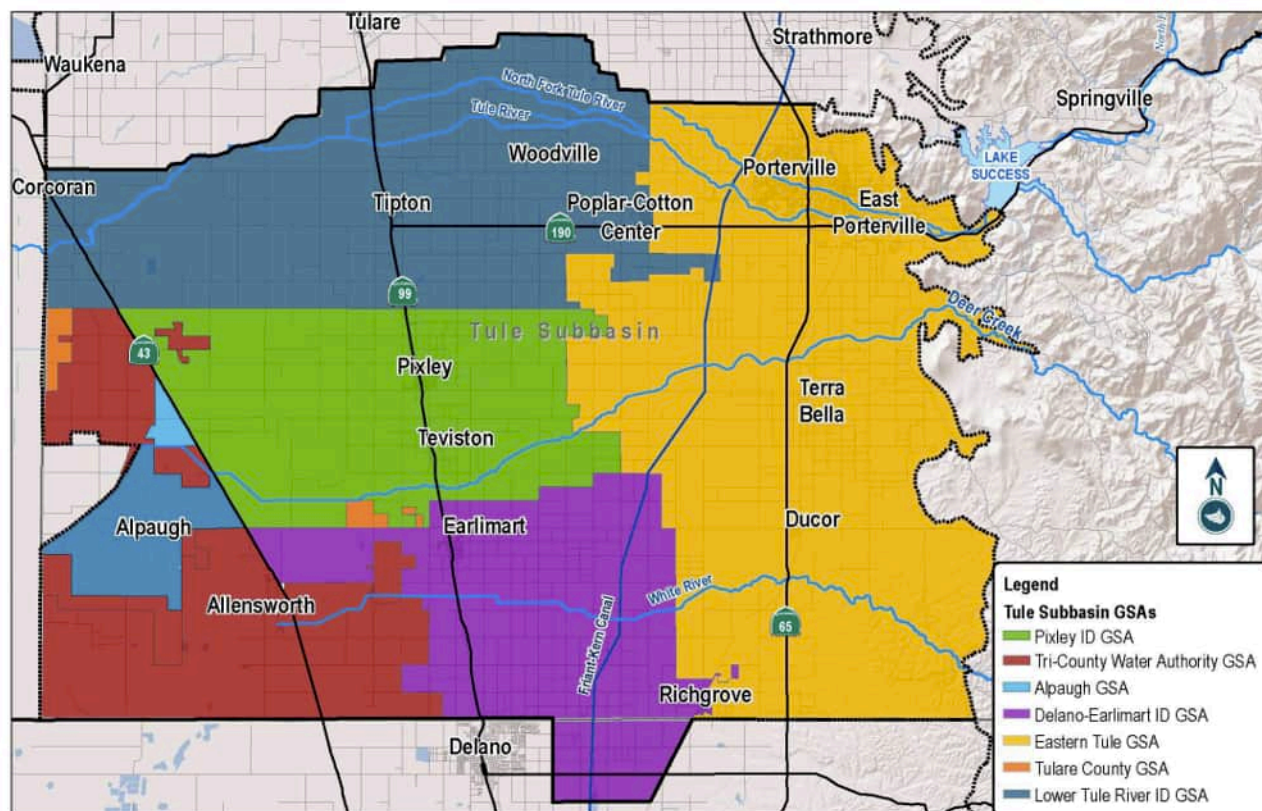 Tulare
Strathmore
Waukena
North Fork Tule River
Tule River
North F
Springville
Woodville
Porterville
LAKE
SUCCESS
Corcoran
Tipton
Poplar-Cotton
Center
East
Porterville
190
99
Deer Creek
Tule Subbasin
43
Pixley
Terra
Bella
Teviston
N
Alpaugh
Earlimart
Ducor
Allensworth
White River
65
Friant-Kern Canal
Richgrove
Delano
Legend
Tule Subbasin GSAs
Pixley ID GSA
Tri-County Water Authority GSA
Alpaugh GSA
Delano-Earlimart ID GSA
Eastern Tule GSA
Tulare County GSA
Lower Tule River ID GSA